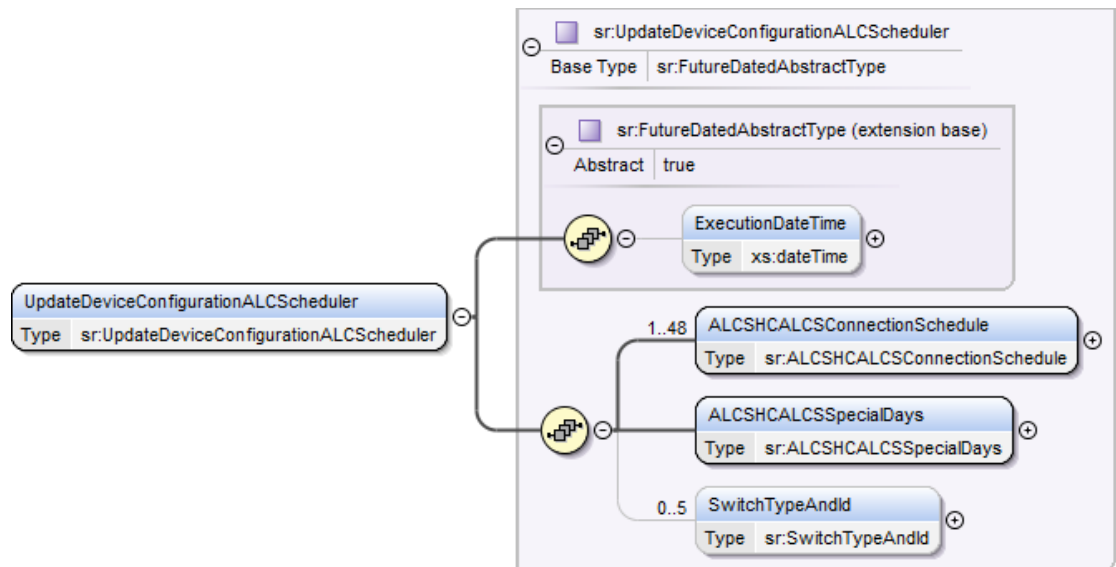 sr:UpdateDeviceConfigurationALCScheduler
Base Type sr:FutureDatedAbstractType
sr:FutureDatedAbstractType (extension base)
Abstract true
ExecutionDateTime
Type xs:dateTime
UpdateDeviceConfigurationALCScheduler
Type sr:UpdateDeviceConfigurationALCScheduler
1..48 ALCSHCALCSConnectionSchedule
Type sr:ALCSHCALCSConnectionSchedule
ALCSHCALCSSpecialDays
Type sr:ALCSHCALCSSpecialDays
0..5 SwitchTypeAndId
Type sr:SwitchTypeAndId